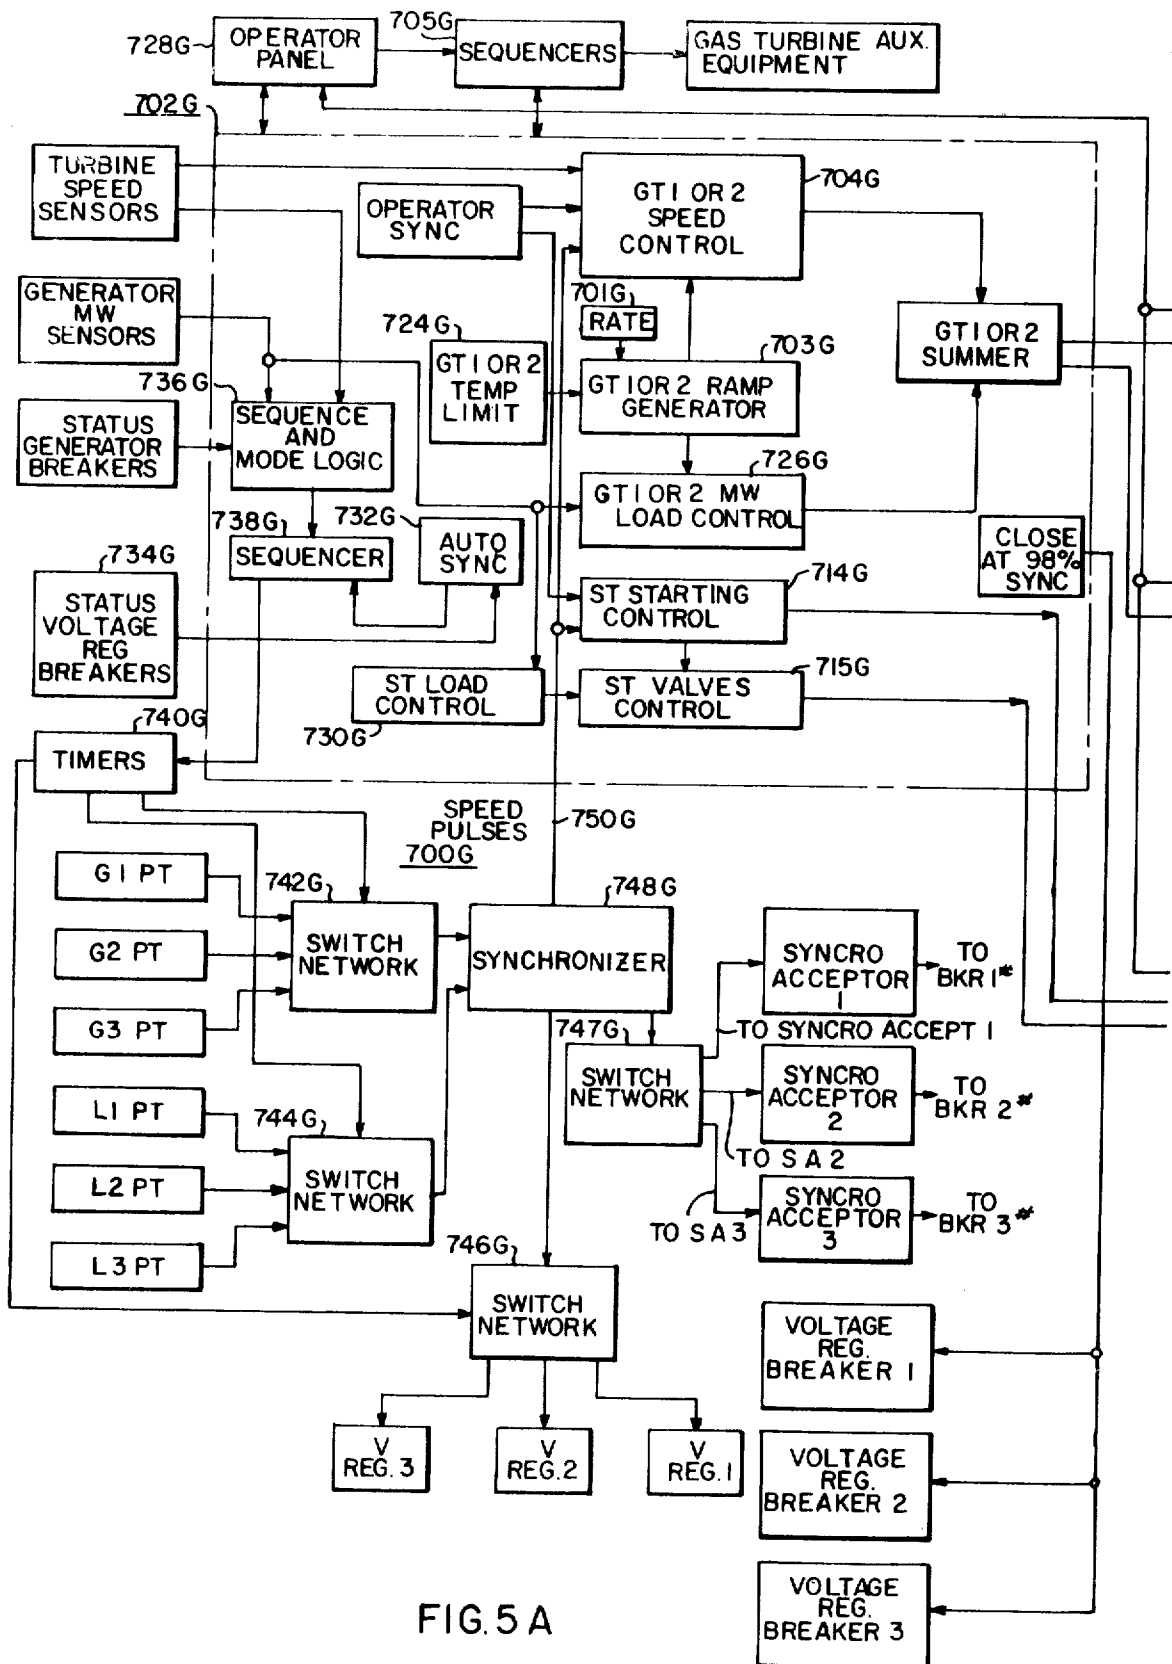 705G
728G
OPERATOR
PANEL
SEQUENCERS
GAS TURBINE AUX.
EQUIPMENT
702G
TURBINE
SPEED
SENSORS
OPERATOR
SYNC
GT1 OR 2
SPEED
CONTROL
704G
GENERATOR
MW
SENSORS
701G
RATE
724G
GT1 OR 2
TEMP
LIMIT
703G
GT1 OR 2 RAMP
GENERATOR
GT1 OR 2
SUMMER
736G
SEQUENCE
AND
MODE LOGIC
STATUS
GENERATOR
BREAKERS
726G
GT1 OR 2 MW
LOAD CONTROL
738G
SEQUENCER
732G
AUTO
SYNC
CLOSE
AT 98%
SYNC
734G
STATUS
VOLTAGE
REG
BREAKERS
714G
ST STARTING
CONTROL
715G
ST VALVES
CONTROL
ST LOAD
CONTROL
730G
740G
TIMERS
SPEED
PULSES
700G
750G
G1 PT
G2 PT
G3 PT
742G
SWITCH
NETWORK
748G
SYNCHRONIZER
SYNCRO
ACCEPTOR
1
TO
BKR 1*
TO SYNCRO ACCEPT 1
747G
SWITCH
NETWORK
SYNCRO
ACCEPTOR
2
TO
BKR 2*
TO S A 2
L1 PT
L2 PT
L3 PT
744G
SWITCH
NETWORK
SYNCRO
ACCEPTOR
3
TO
BKR 3*
TO S A 3
746G
SWITCH
NETWORK
VOLTAGE
REG.
BREAKER 1
V
REG. 3
V
REG. 2
V
REG. 1
VOLTAGE
REG.
BREAKER 2
VOLTAGE
REG.
BREAKER 3
FIG. 5 A